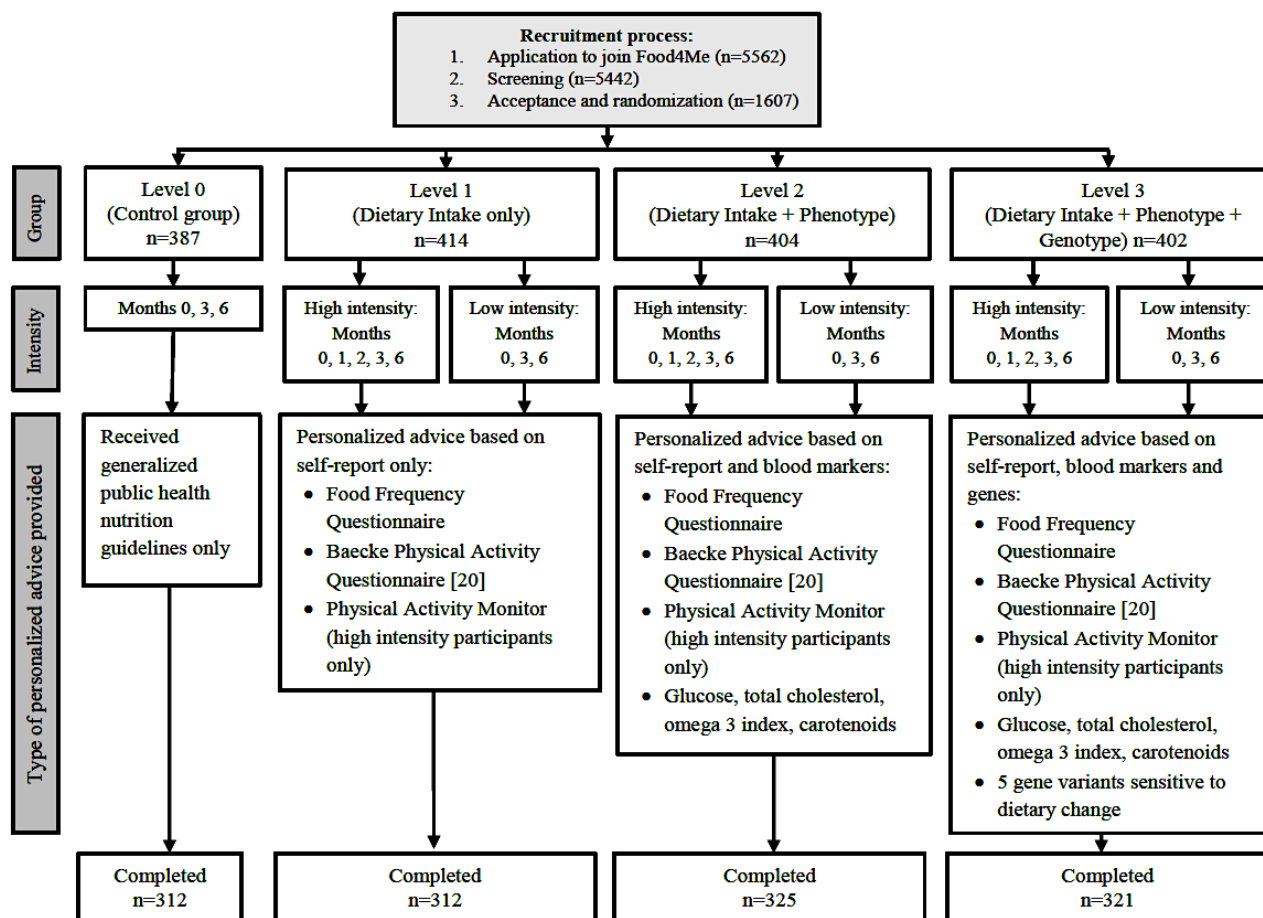 Recruitment process:
1. Application to join Food4Me (n=5562)
2. Screening (n=5442)
3. Acceptance and randomization (n=1607)
Group
Level 0
(Control group)
n=387
Level 1
(Dietary Intake only)
n=414
Level 2
(Dietary Intake + Phenotype)
n=404
Level 3
(Dietary Intake + Phenotype +
Genotype) n=402
Intensity
Months 0, 3, 6
High intensity:
Months
0, 1, 2, 3, 6
Low intensity:
Months
0, 3, 6
High intensity:
Months
0, 1, 2, 3, 6
Low intensity:
Months
0, 3, 6
High intensity:
Months
0, 1, 2, 3, 6
Low intensity:
Months
0, 3, 6
Type of personalized advice provided
Received
generalized
public health
nutrition
guidelines only
Personalized advice based on
self-report only:
• Food Frequency
Questionnaire
• Baecke Physical Activity
Questionnaire [20]
• Physical Activity Monitor
(high intensity participants
only)
Personalized advice based on
self-report and blood markers:
• Food Frequency
Questionnaire
• Baecke Physical Activity
Questionnaire [20]
• Physical Activity Monitor
(high intensity participants
only)
• Glucose, total cholesterol,
omega 3 index, carotenoids
Personalized advice based on
self-report, blood markers and
genes:
• Food Frequency
Questionnaire
• Baecke Physical Activity
Questionnaire [20]
• Physical Activity Monitor
(high intensity participants
only)
• Glucose, total cholesterol,
omega 3 index, carotenoids
• 5 gene variants sensitive to
dietary change
Completed
n=312
Completed
n=312
Completed
n=325
Completed
n=321